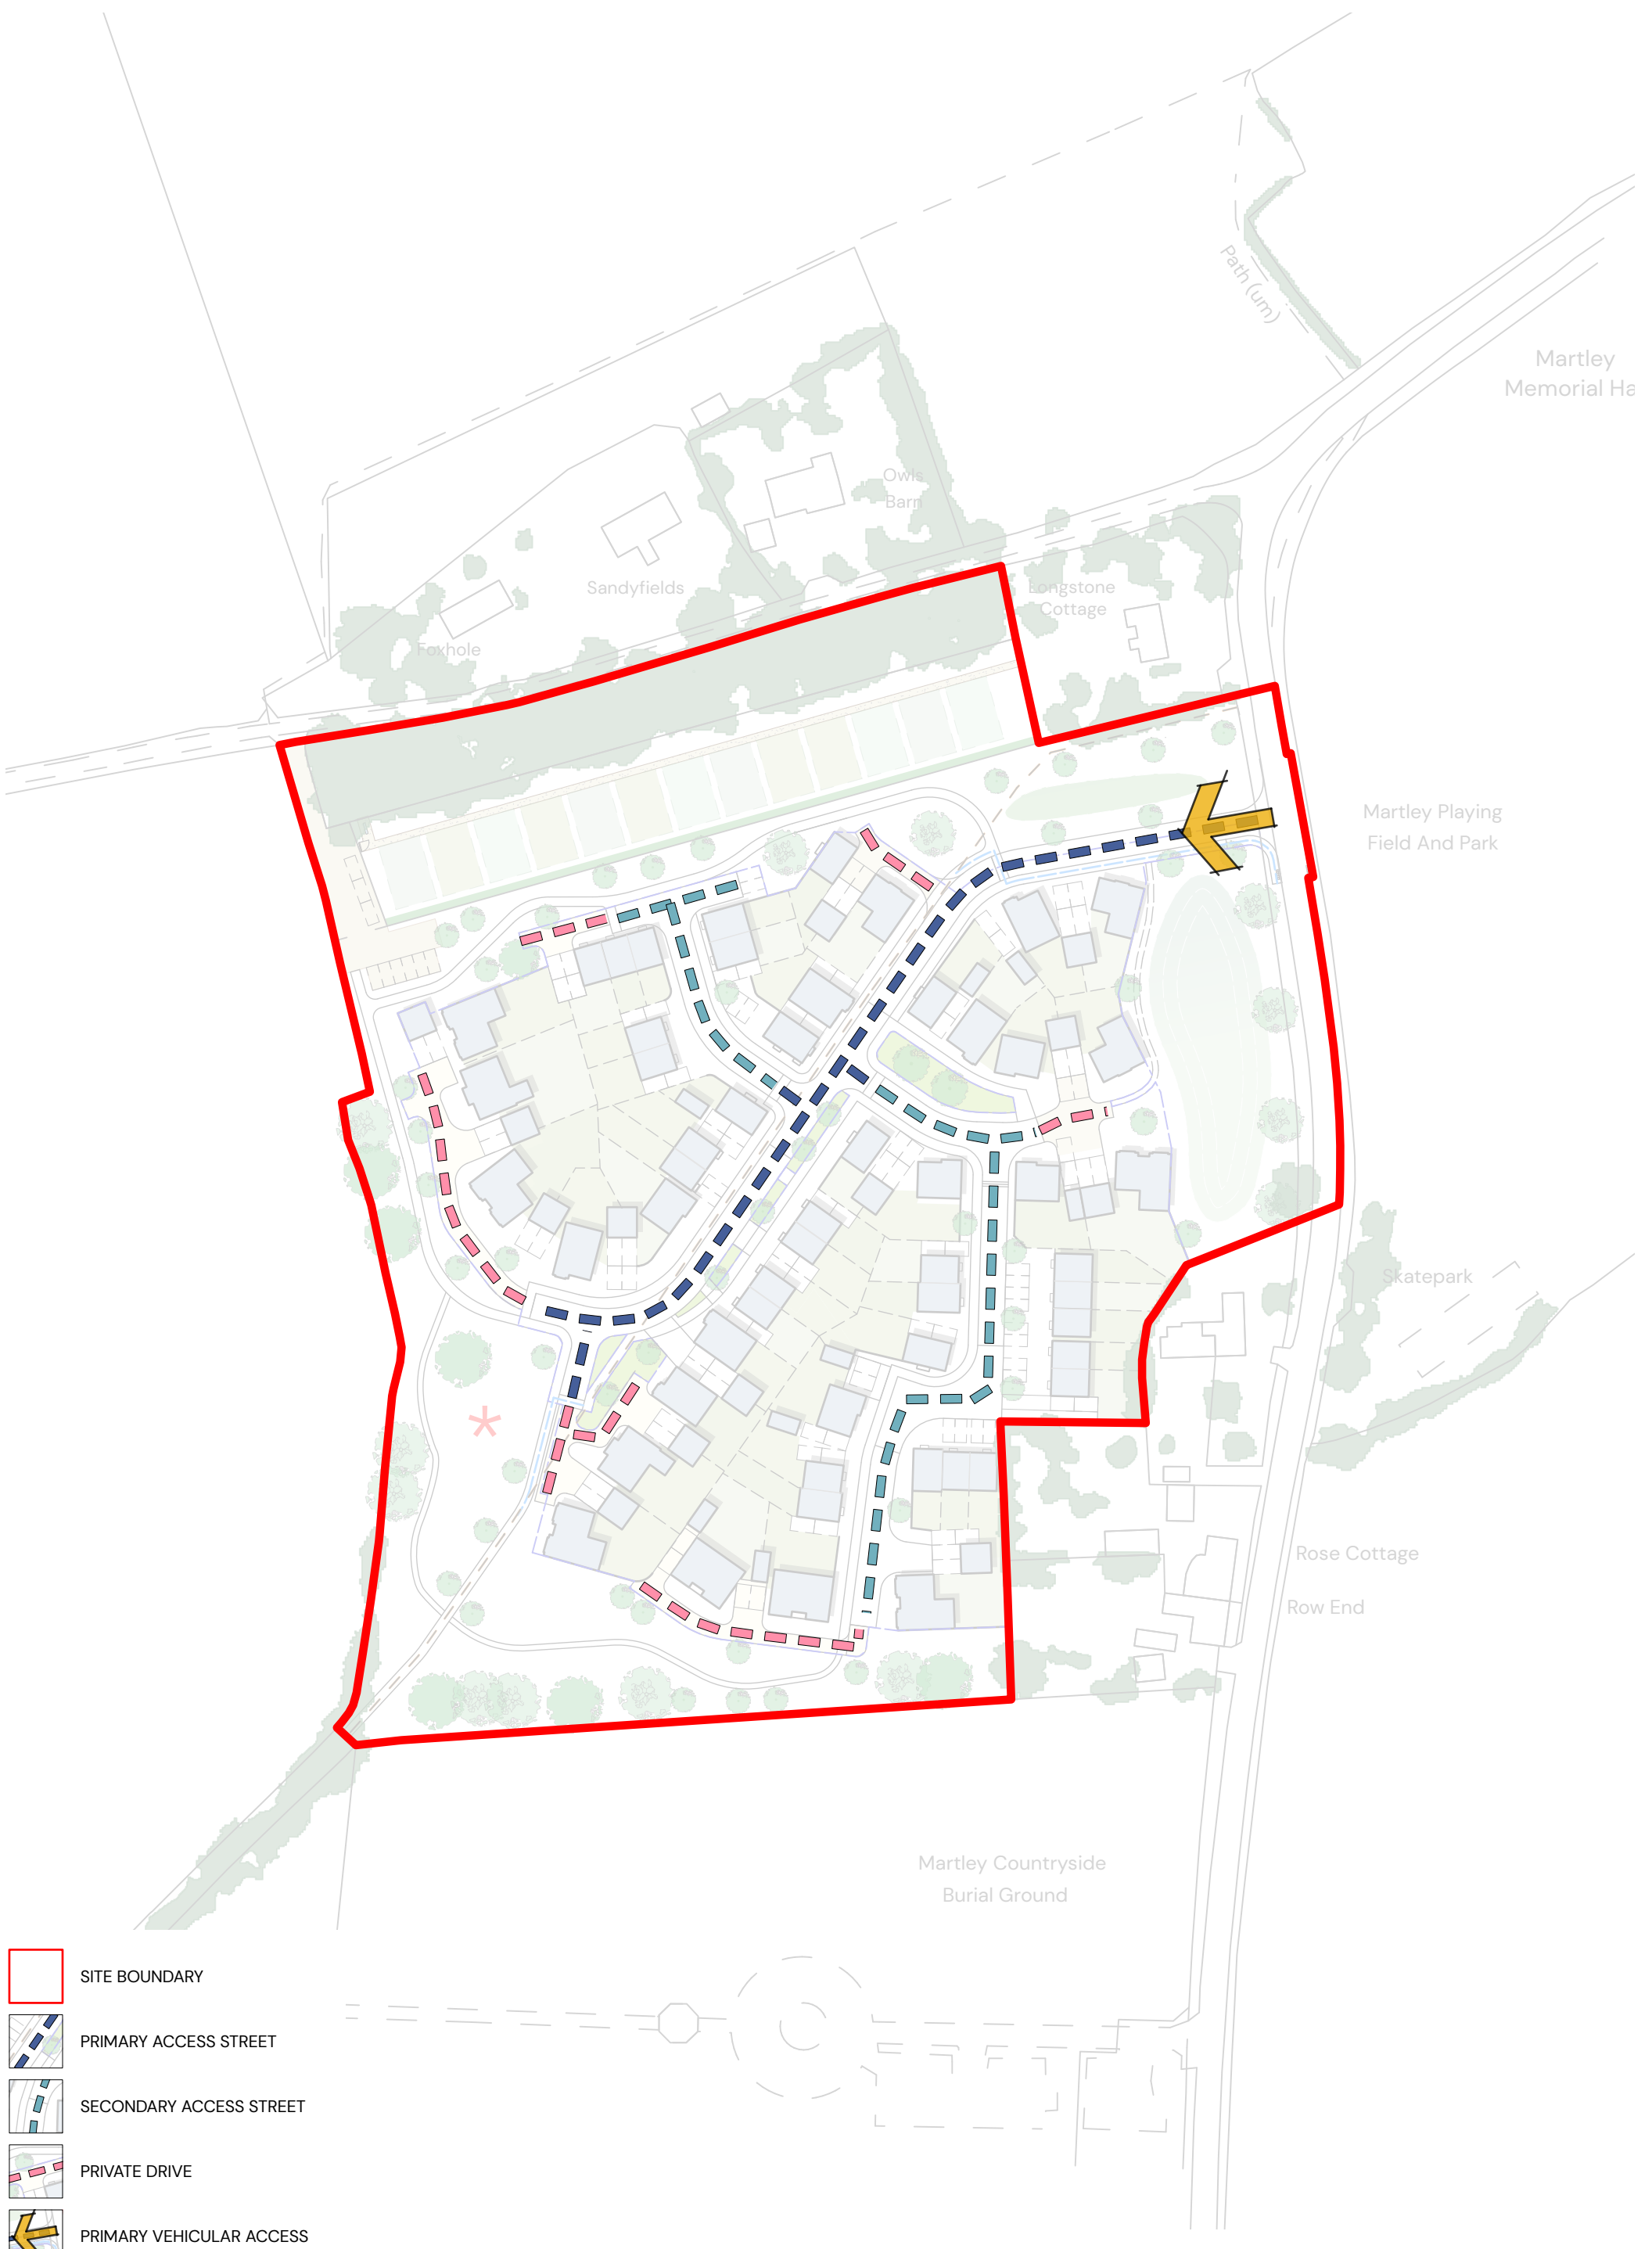 Path (um)
Martley
Memorial Ha
Owls
Barn
Sandyfields
Longstone
Cottage
Foxhole
Martley Playing
Field And Park
Skatepark
Rose Cottage
Row End
Martley Countryside
Burial Ground
SITE BOUNDARY
PRIMARY ACCESS STREET
SECONDARY ACCESS STREET
PRIVATE DRIVE
PRIMARY VEHICULAR ACCESS